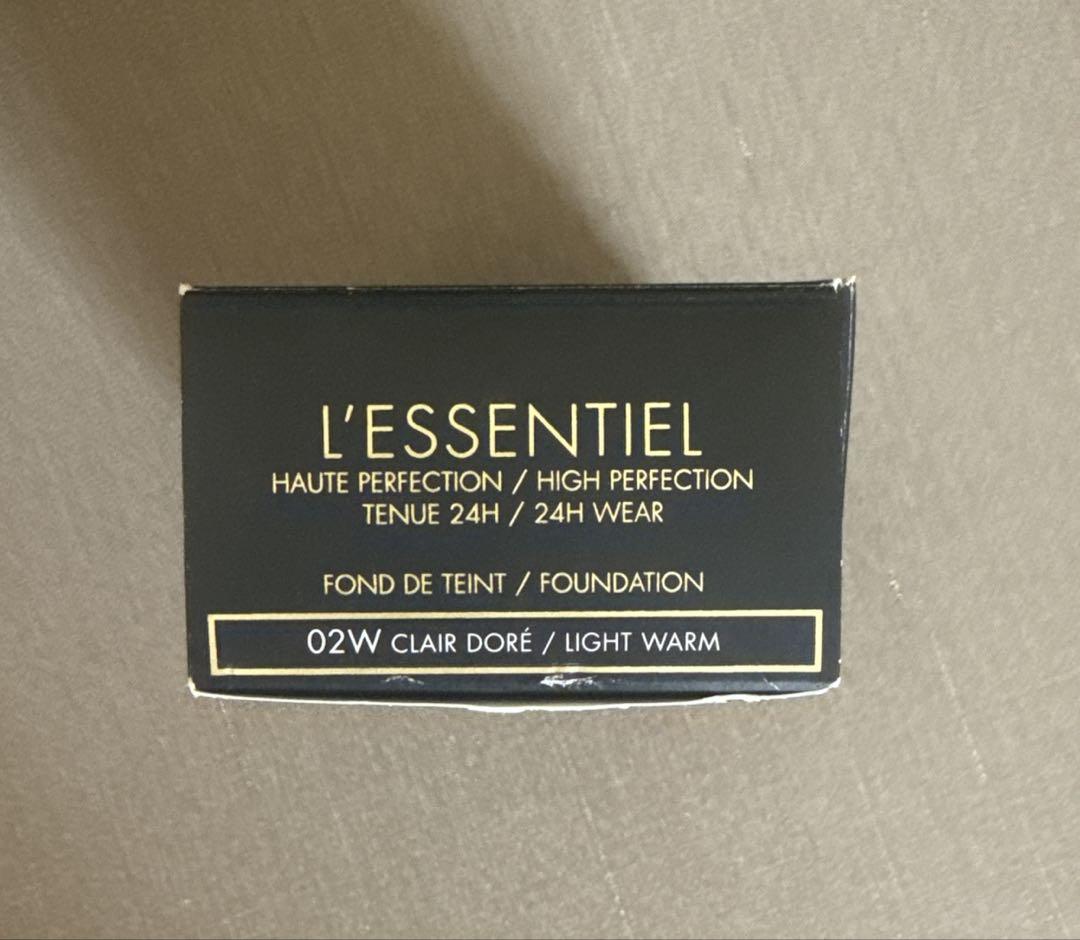 L'ESSENTIEL
HAUTE PERFECTION / HIGH PERFECTION
TENUE 24H / 24H WEAR
FOND DE TEINT / FOUNDATION
02W CLAIR DORÉ / LIGHT WARM